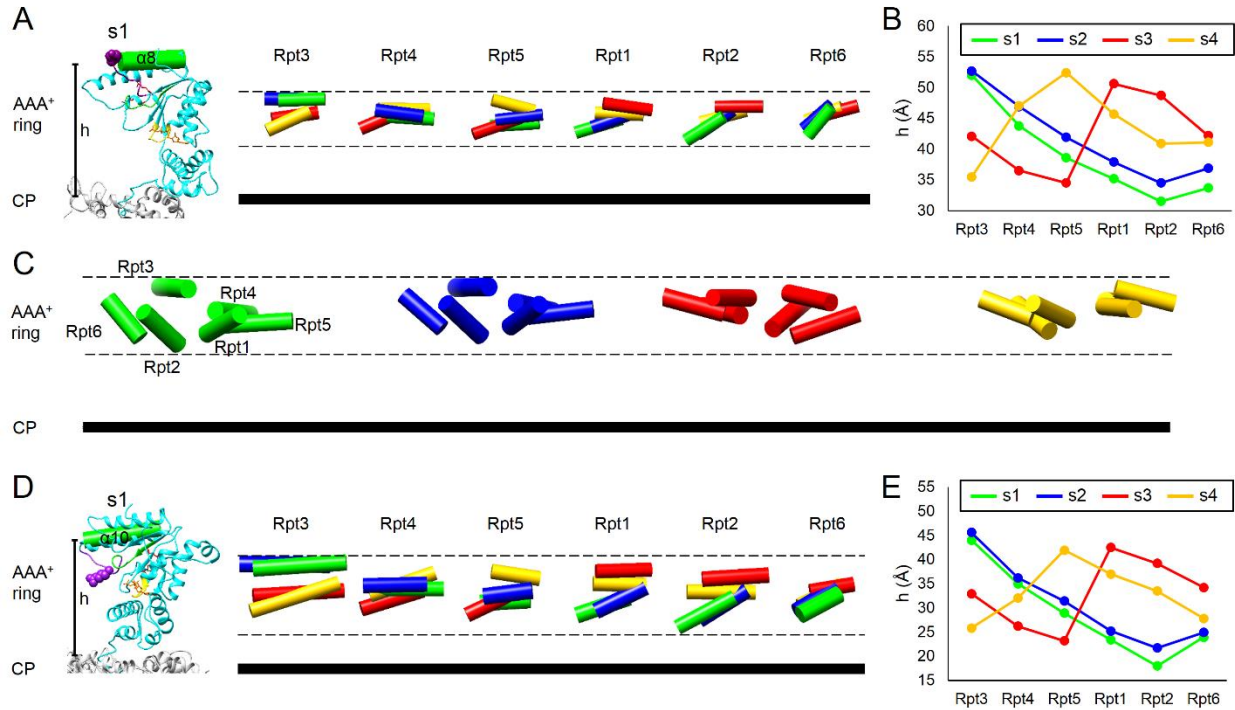 A
s1
α8
AAA+
ring
h
CP
Rpt3 Rpt4 Rpt5 Rpt1 Rpt2 Rpt6
B
s1 s2 s3 s4
h (Å)
60
55
50
45
40
35
30
Rpt3 Rpt4 Rpt5 Rpt1 Rpt2 Rpt6
C
AAA+
ring
Rpt3
Rpt4
Rpt6
Rpt5
Rpt1
Rpt2
CP
D
s1
α10
AAA+
ring
h
CP
Rpt3 Rpt4 Rpt5 Rpt1 Rpt2 Rpt6
E
s1 s2 s3 s4
h (Å)
55
50
45
40
35
30
25
20
15
Rpt3 Rpt4 Rpt5 Rpt1 Rpt2 Rpt6